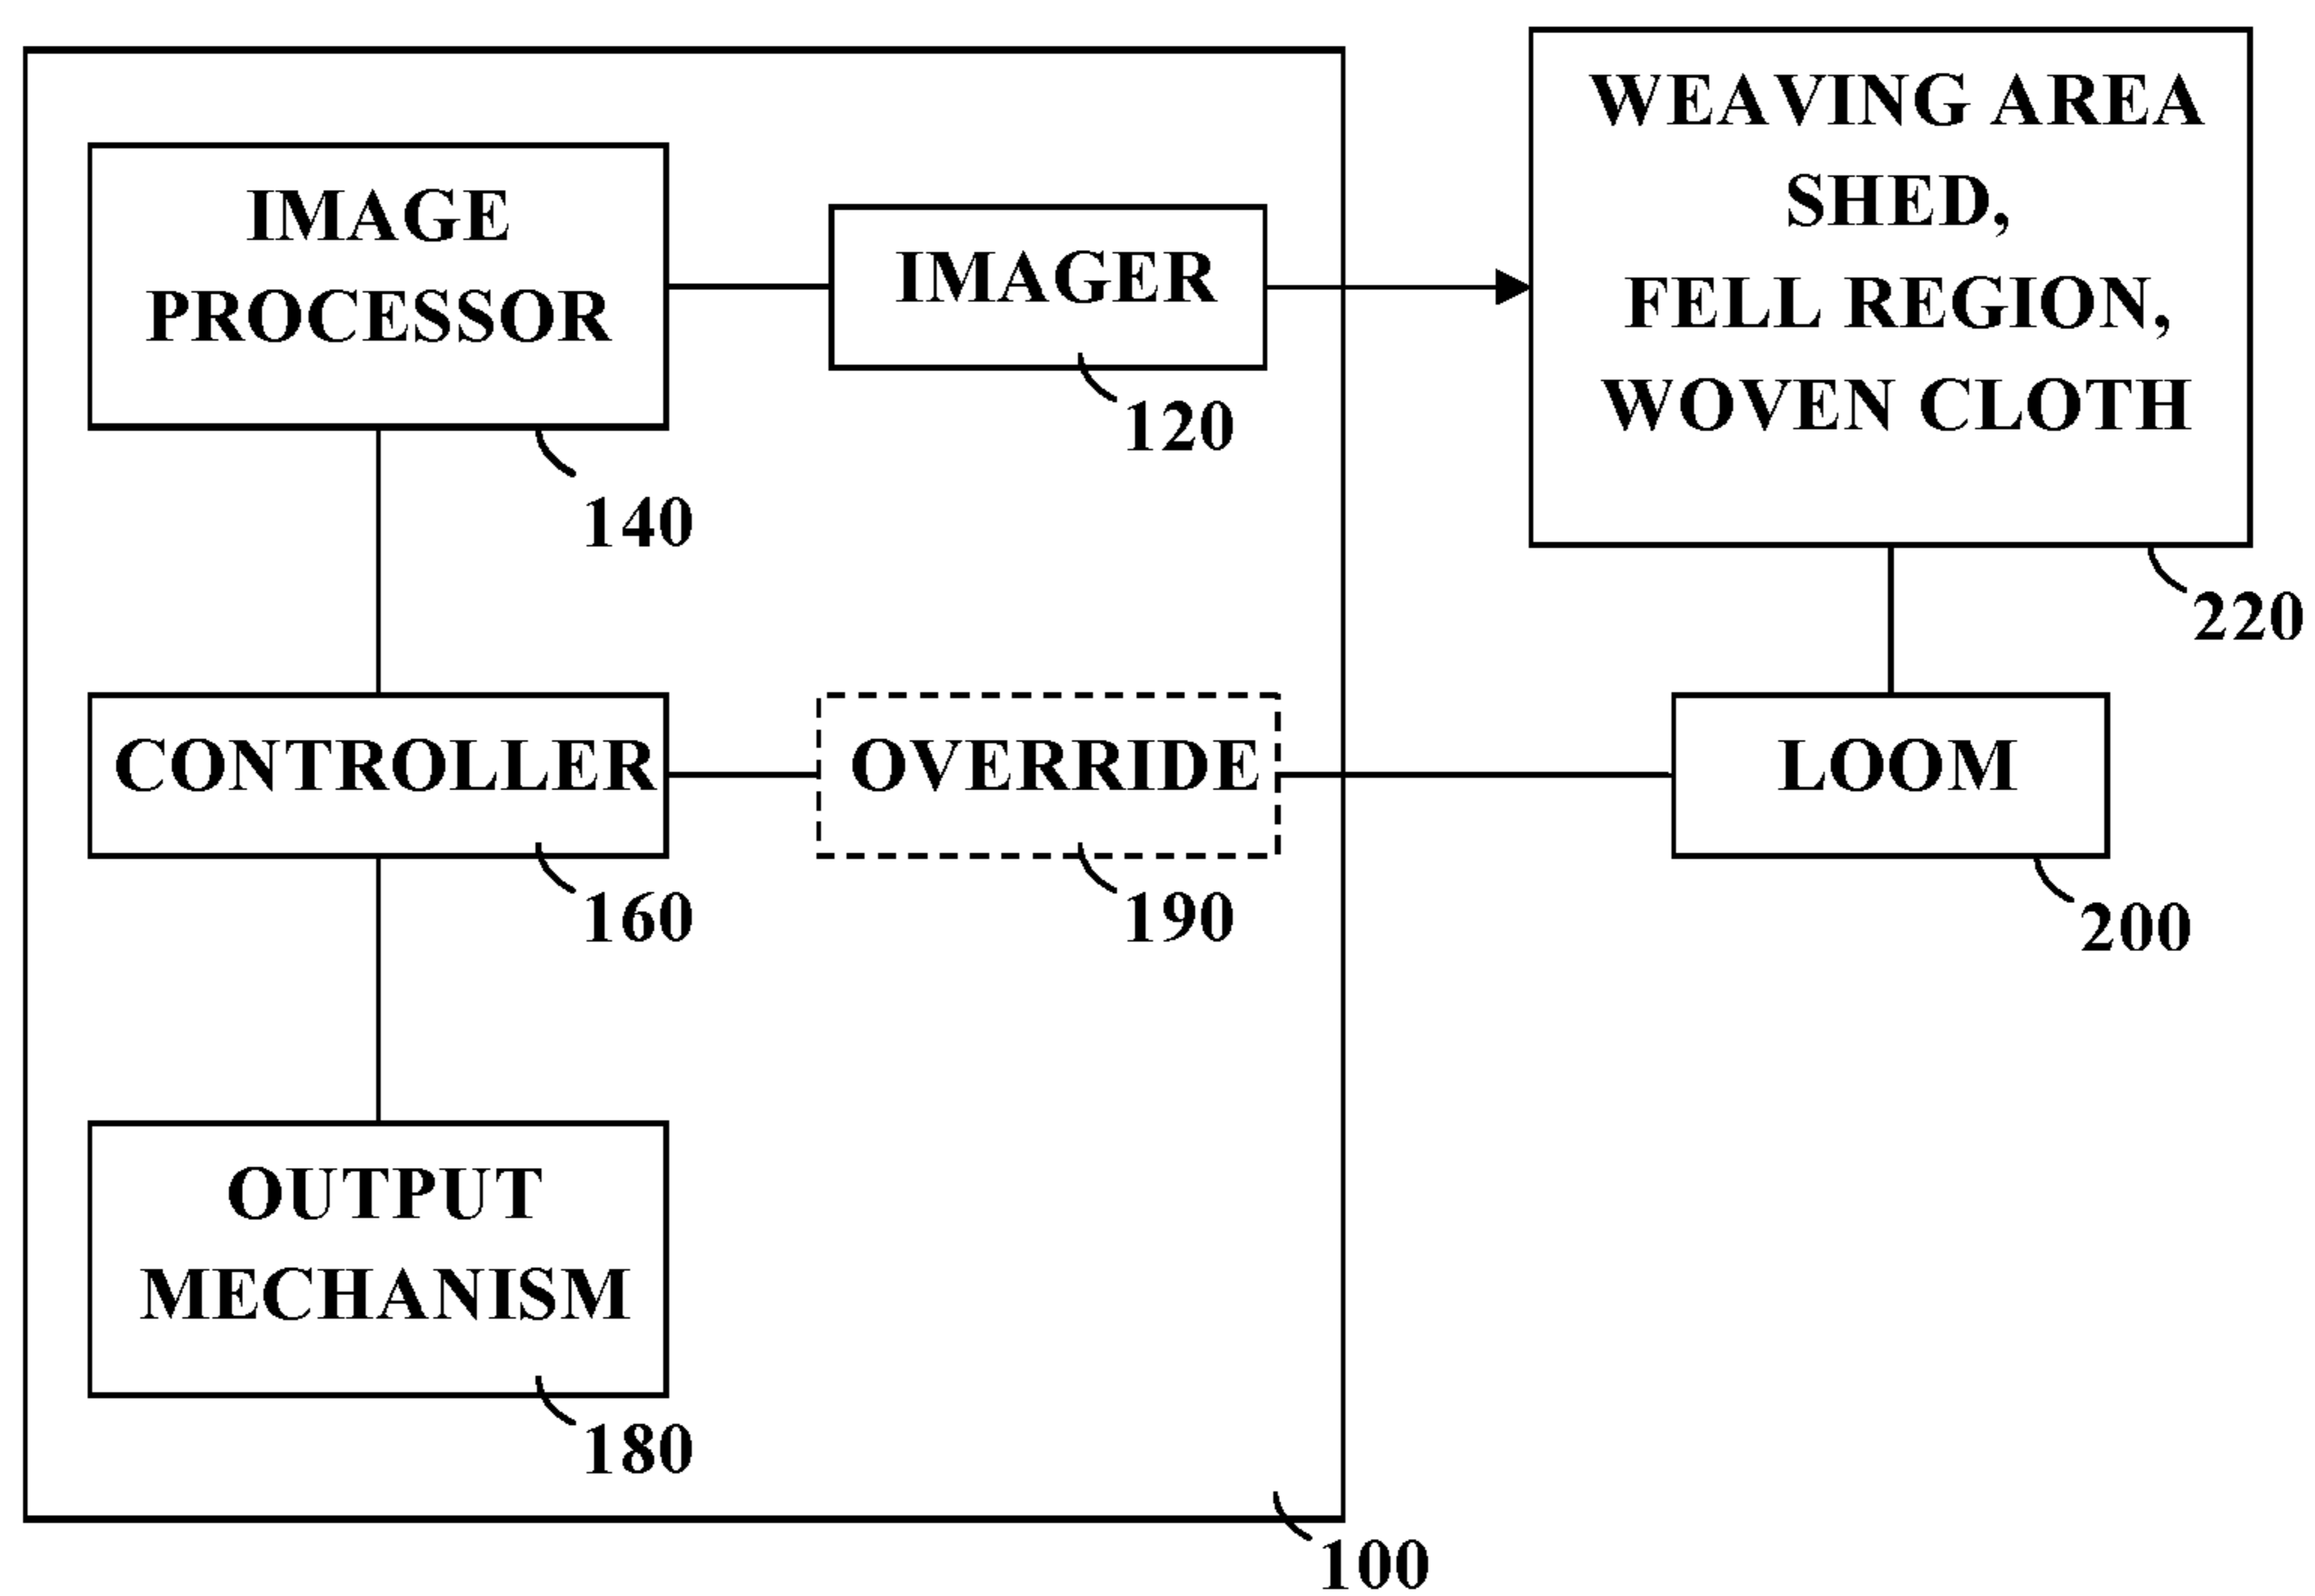 IMAGE
PROCESSOR
140
IMAGER
120
WEAVING AREA
SHED,
FELL REGION,
WOVEN CLOTH
220
CONTROLLER
160
OVERRIDE
190
LOOM
200
OUTPUT
MECHANISM
180
100